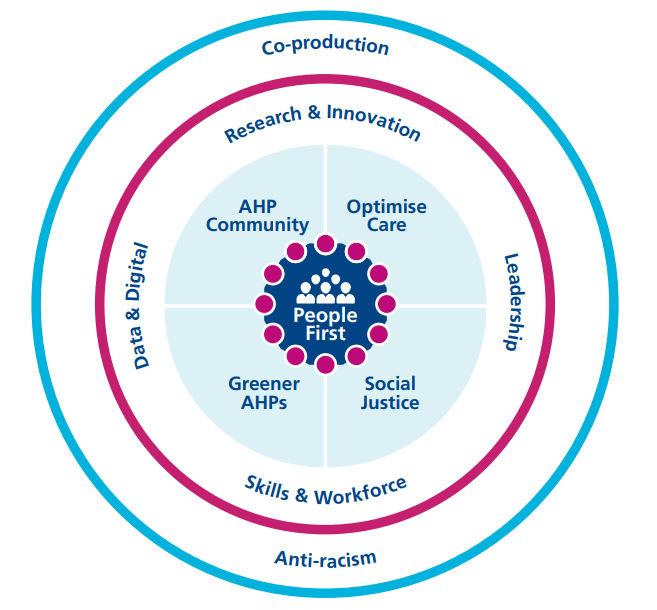 Co-production
Research & Innovation
AHP
Community
Optimise
Care
Data & Digital
Leadership
People
First
Greener
AHPs
Social
Justice
Skills & Workforce
Anti-racism